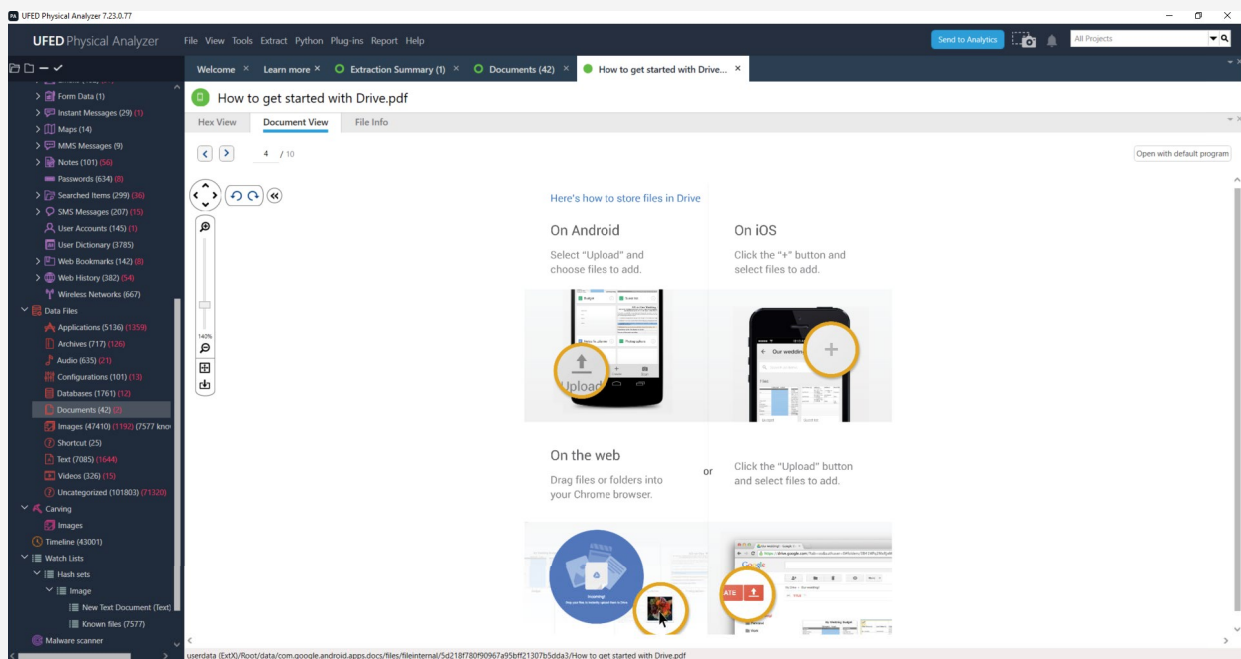 UFED Physical Analyzer 7.23.0.77
UFED Physical Analyzer
File View Tools Extract Python Plug-ins Report Help
Send to Analytics
All Projects
Welcome
Learn more
Extraction Summary (1)
Documents (42)
How to get started with Drive...
Form Data (1)
Instant Messages (29) (1)
Maps (14)
MMS Messages (9)
Notes (101) (56)
Passwords (634) (8)
Searched Items (299) (36)
SMS Messages (207) (15)
User Accounts (145) (1)
User Dictionary (3785)
Web Bookmarks (142) (8)
Web History (382) (54)
Wireless Networks (667)
Data Files
Applications (5136) (1359)
Archives (717) (126)
Audio (635) (21)
Configurations (101) (13)
Databases (1761) (12)
Documents (42) (2)
Images (47410) (1192) (7577 know
Shortcut (25)
Text (7085) (1644)
Videos (326) (15)
Uncategorized (101803) (71320)
Carving
Images
Timeline (43001)
Watch Lists
Hash sets
Image
New Text Document (Text)
Known files (7577)
Malware scanner
How to get started with Drive.pdf
Hex View
Document View
File Info
4 / 10
Open with default program
140%
Here's how to store files in Drive
On Android
Select "Upload" and
choose files to add.
On iOS
Click the "+" button and
select files to add.
Upload
Our wedding
On the web
Drag files or folders into
your Chrome browser.
or
Click the "Upload" button
and select files to add.
Incoming!
Google
ATE
userdata (ExtX)/Root/data/com.google.android.apps.docs/files/fileinternal/5d218f780f90967a95bff21307b5dda3/How to get started with Drive.pdf